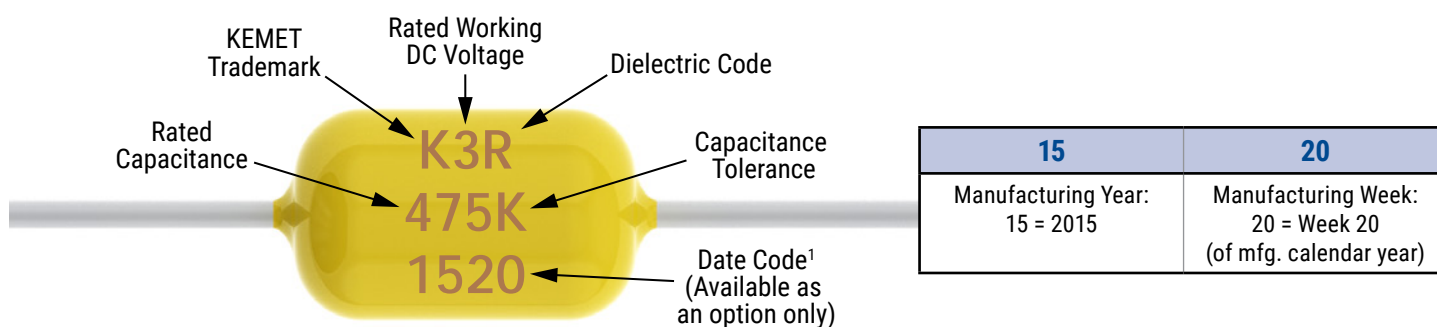 KEMET
Trademark
Rated Working
DC Voltage
Dielectric Code
Rated
Capacitance
K3R
475K
1520
Capacitance
Tolerance
Date Code¹
(Available as
an option only)
15
20
Manufacturing Year:
15 = 2015
Manufacturing Week:
20 = Week 20
(of mfg. calendar year)